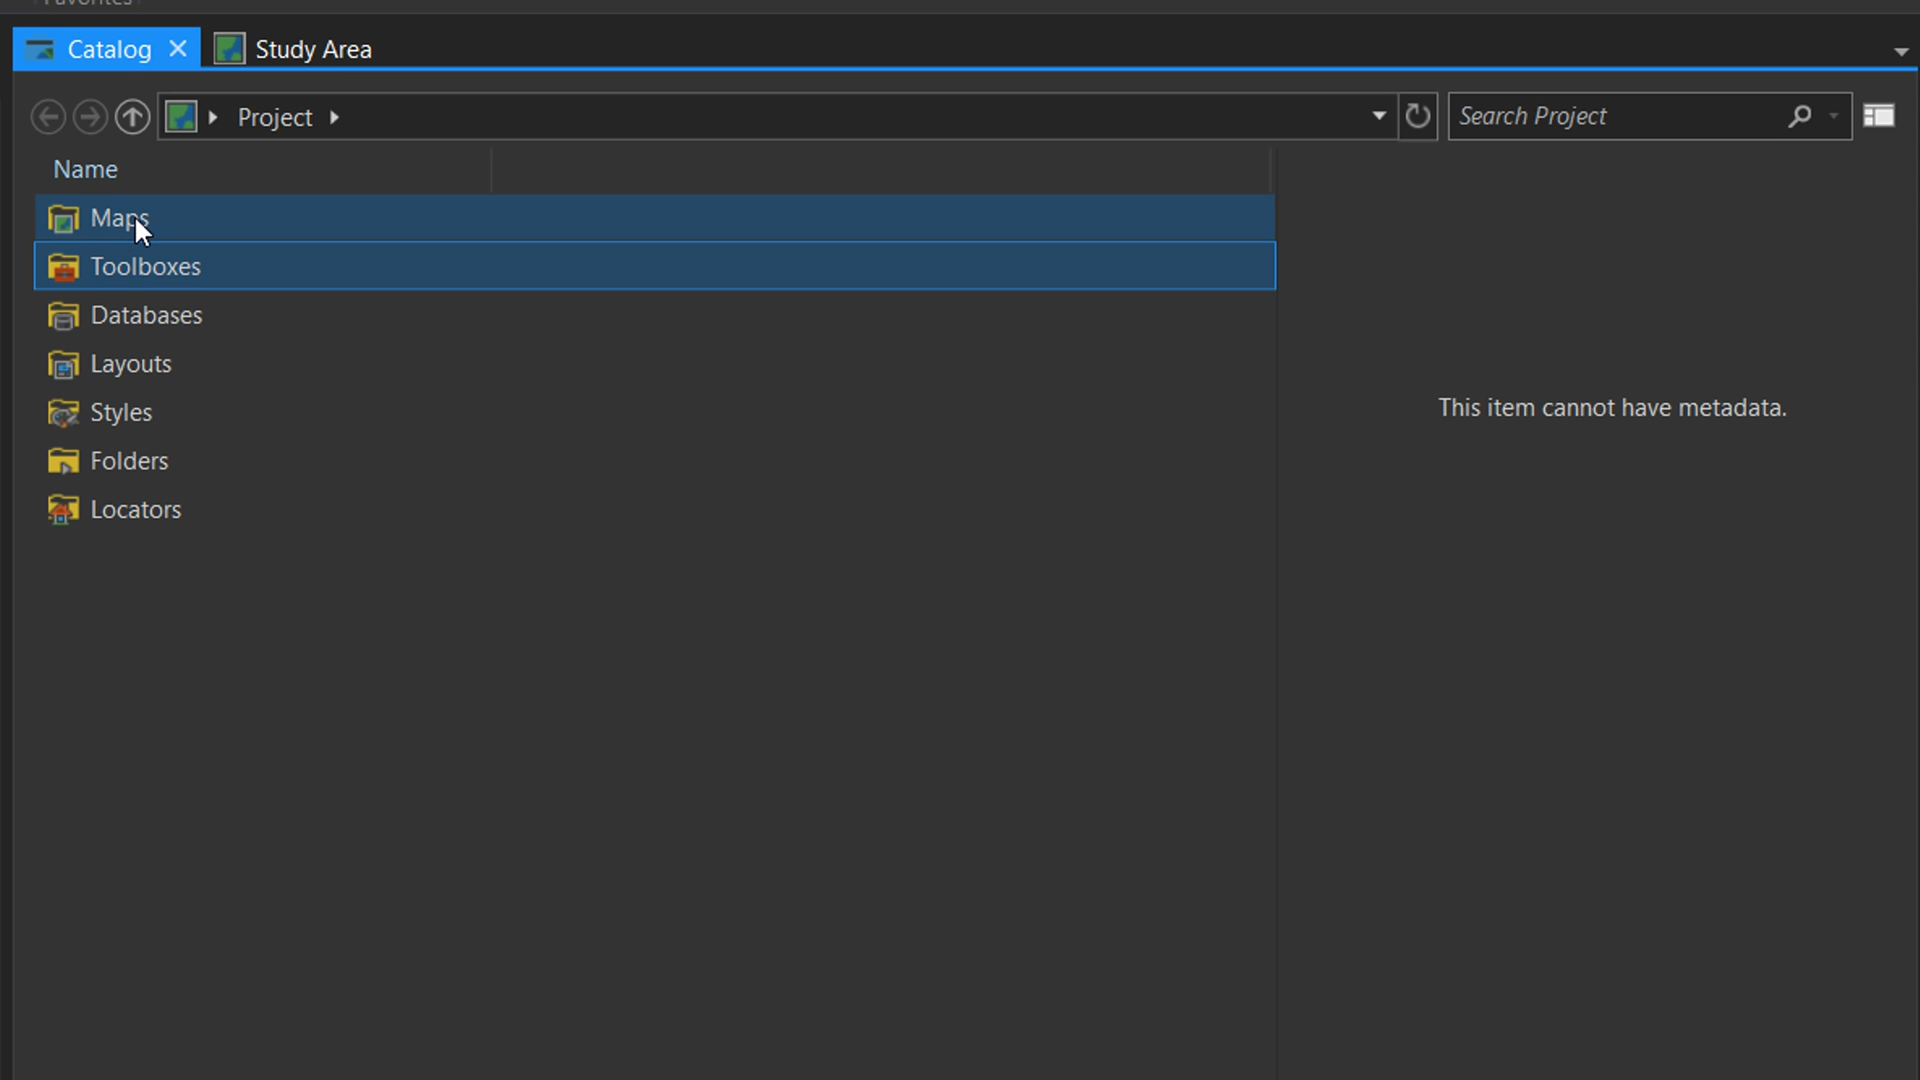 Favorites
Catalog
Study Area
Project
Search Project
Name
Maps
Toolboxes
Databases
Layouts
Styles
Folders
Locators
This item cannot have metadata.